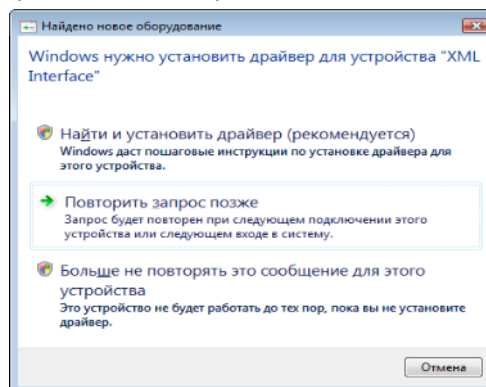 Найдено новое оборудование
Windows нужно установить драйвер для устройства "XML
Interface"
Найти и установить драйвер (рекомендуется)
Windows даст пошаговые инструкции по установке драйвера для
этого устройства.
Повторить запрос позже
Запрос будет повторен при следующем подключении этого
устройства или следующем входе в систему.
Больше не повторять это сообщение для этого
устройства
Это устройство не будет работать до тех пор, пока вы не установите
драйвер.
Отмена